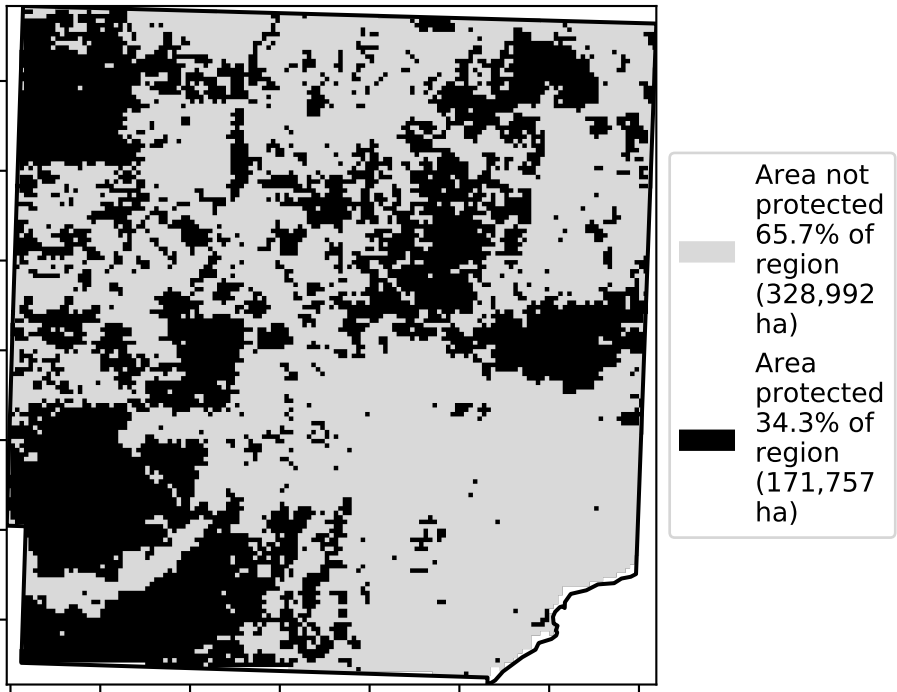 Area not
protected
65.7% of
region
(328,992
ha)
Area
protected
34.3% of
region
(171,757
ha)